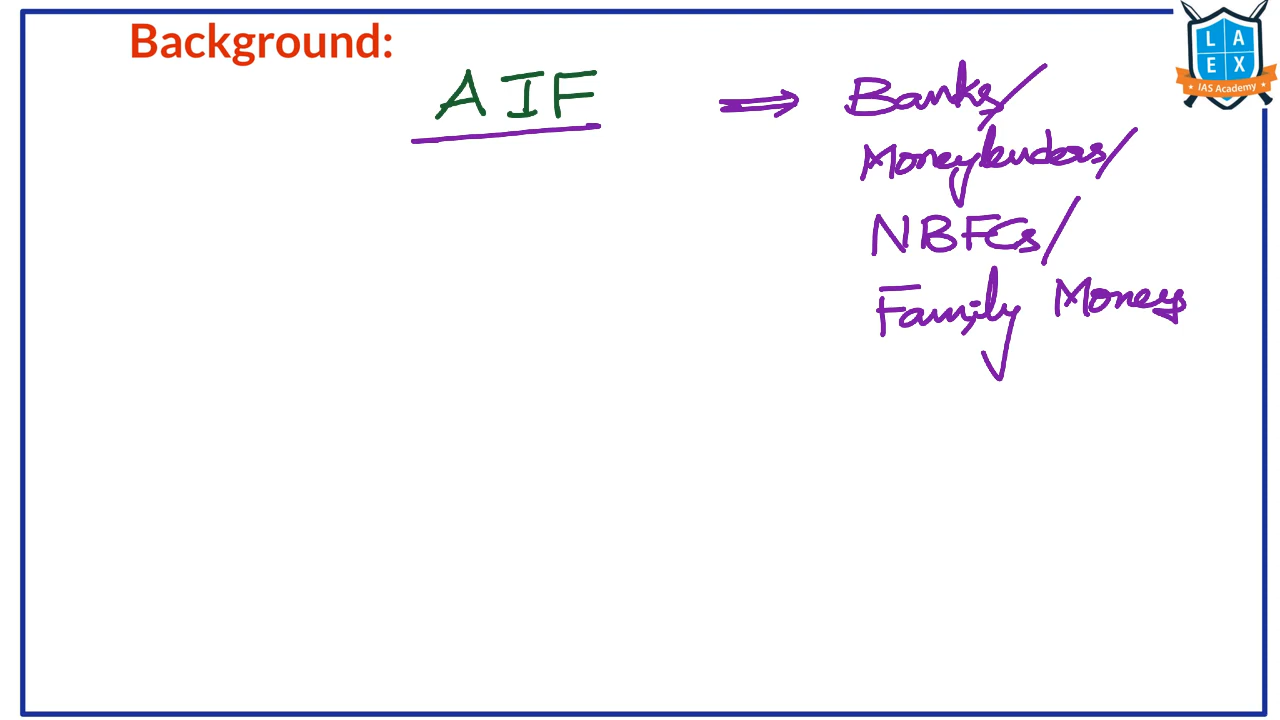 Background:
AIF ⇒ Banks/
Moneylenders/
NBFCs/
Family Money
L A
E X
IAS Academy